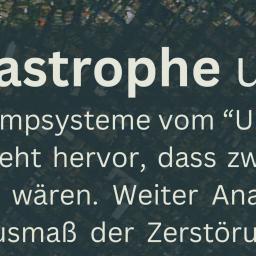 astrophe u
mpsysteme vom “U
eht hervor, dass zw
wären. Weiter Ana
usmaß der Zerstöru